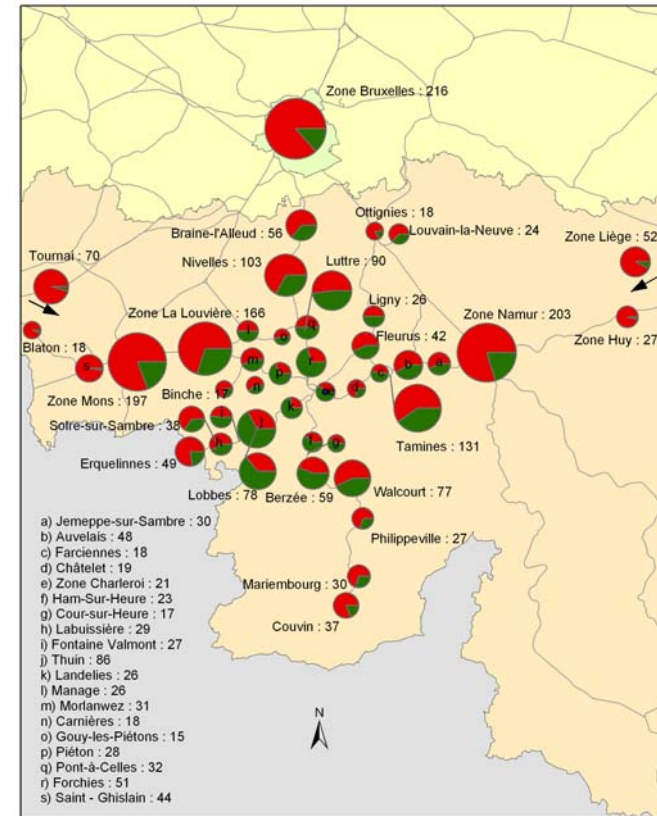 Zone Bruxelles : 216
Ottignies : 18
Braine-l'Alleud : 56
Louvain-la-Neuve : 24
Zone Liège : 52
Tournai : 70
Nivelles : 103
Luttre : 90
Ligny : 26
Zone La Louvière : 166
Zone Namur : 203
Fleurus : 42
Zone Huy : 27
Blaton : 18
l
o
q
m
r
p
c
b
a
s
Binche : 17
n
d
e
Zone Mons : 197
k
Solre-sur-Sambre : 38
i
j
Tamines : 131
h
f
g
Erquelinnes : 49
Lobbes : 78
Berzée : 59
Walcourt : 77
Philippeville : 27
Mariembourg : 30
Couvin : 37
a) Jemeppe-sur-Sambre : 30
b) Auvelais : 48
c) Farciennes : 18
d) Châtelet : 19
e) Zone Charleroi : 21
f) Ham-Sur-Heure : 23
g) Cour-sur-Heure : 17
h) Labuissière : 29
i) Fontaine Valmont : 27
j) Thuin : 86
k) Landelies : 26
l) Manage : 26
m) Morlanwez : 31
n) Carnières : 18
o) Gouy-les-Piétons : 15
p) Piéton : 28
q) Pont-à-Celles : 32
r) Forchies : 51
s) Saint - Ghislain : 44
N